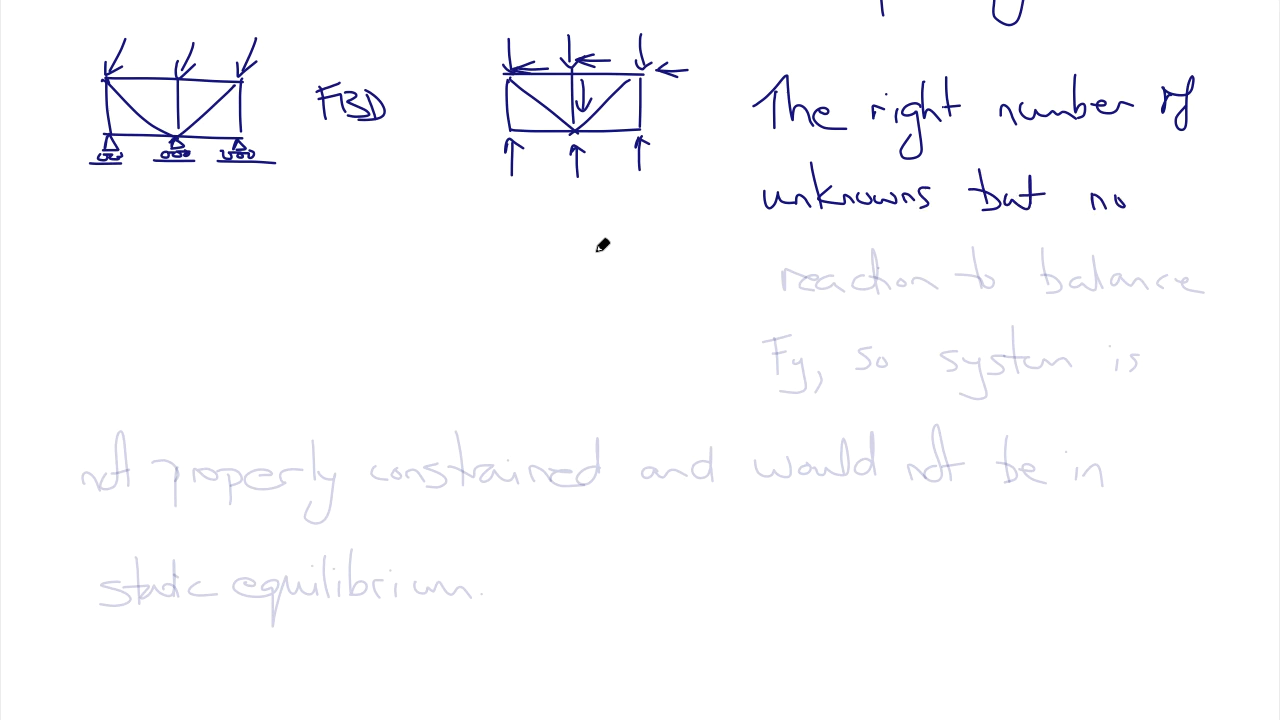 FBD
The right number of
unknowns but no
reaction to balance
Fy, so system is
not properly constrained and would not be in
static equilibrium.